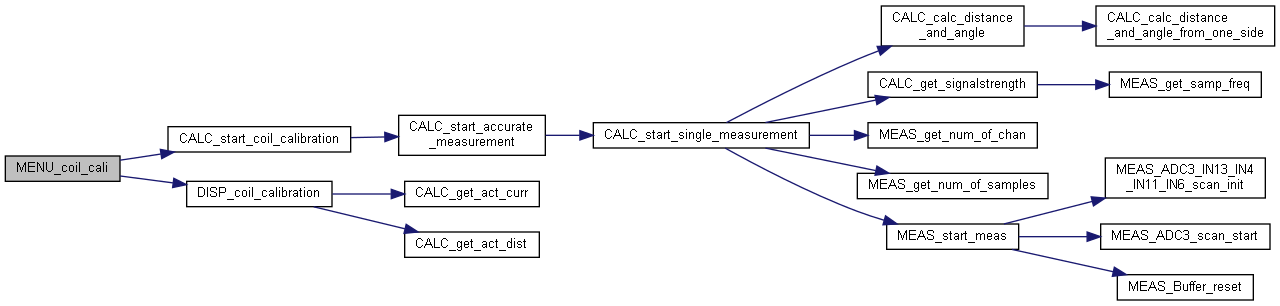 MENU_coil_cali
CALC_start_coil_calibration
DISP_coil_calibration
CALC_start_accurate
_measurement
CALC_get_act_curr
CALC_get_act_dist
CALC_start_single_measurement
CALC_calc_distance
_and_angle
CALC_get_signalstrength
MEAS_get_num_of_chan
MEAS_get_num_of_samples
MEAS_start_meas
CALC_calc_distance
_and_angle_from_one_side
MEAS_get_samp_freq
MEAS_ADC3_IN13_IN4
_IN11_IN6_scan_init
MEAS_ADC3_scan_start
MEAS_Buffer_reset